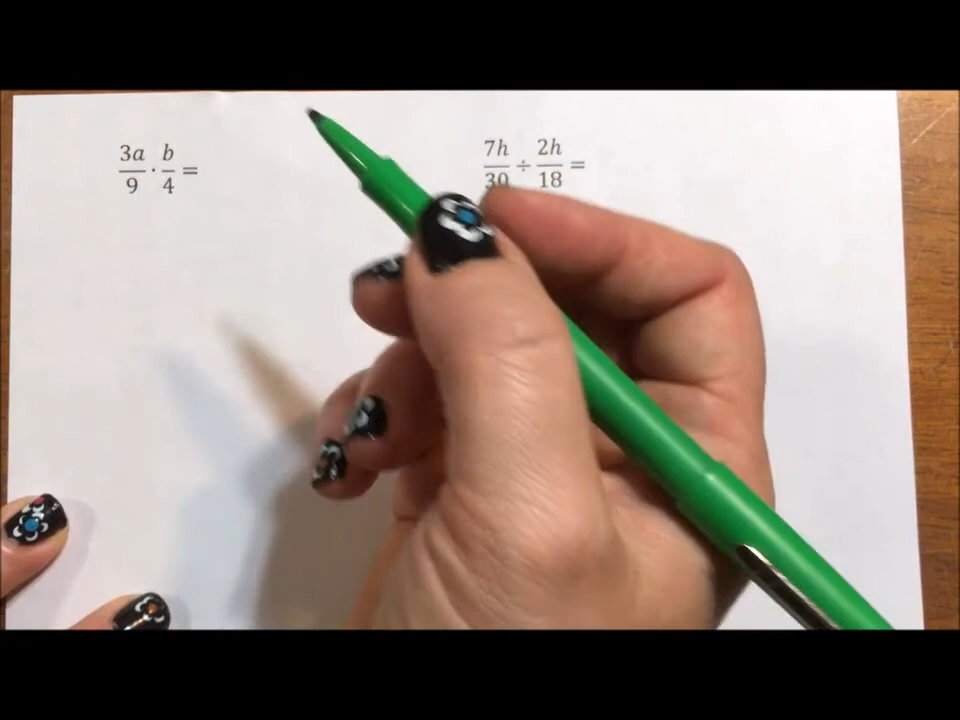 3a/9 · b/4 =
7h/30 ÷ 2h/18 =